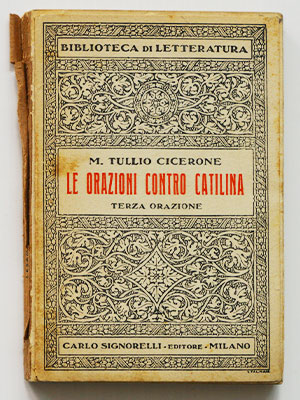 BIBLIOTECA DI LETTERATURA
M. TULLIO CICERONE
LE ORAZIONI CONTRO CATILINA
TERZA ORAZIONE
CARLO SIGNORELLI - EDITORE - MILANO